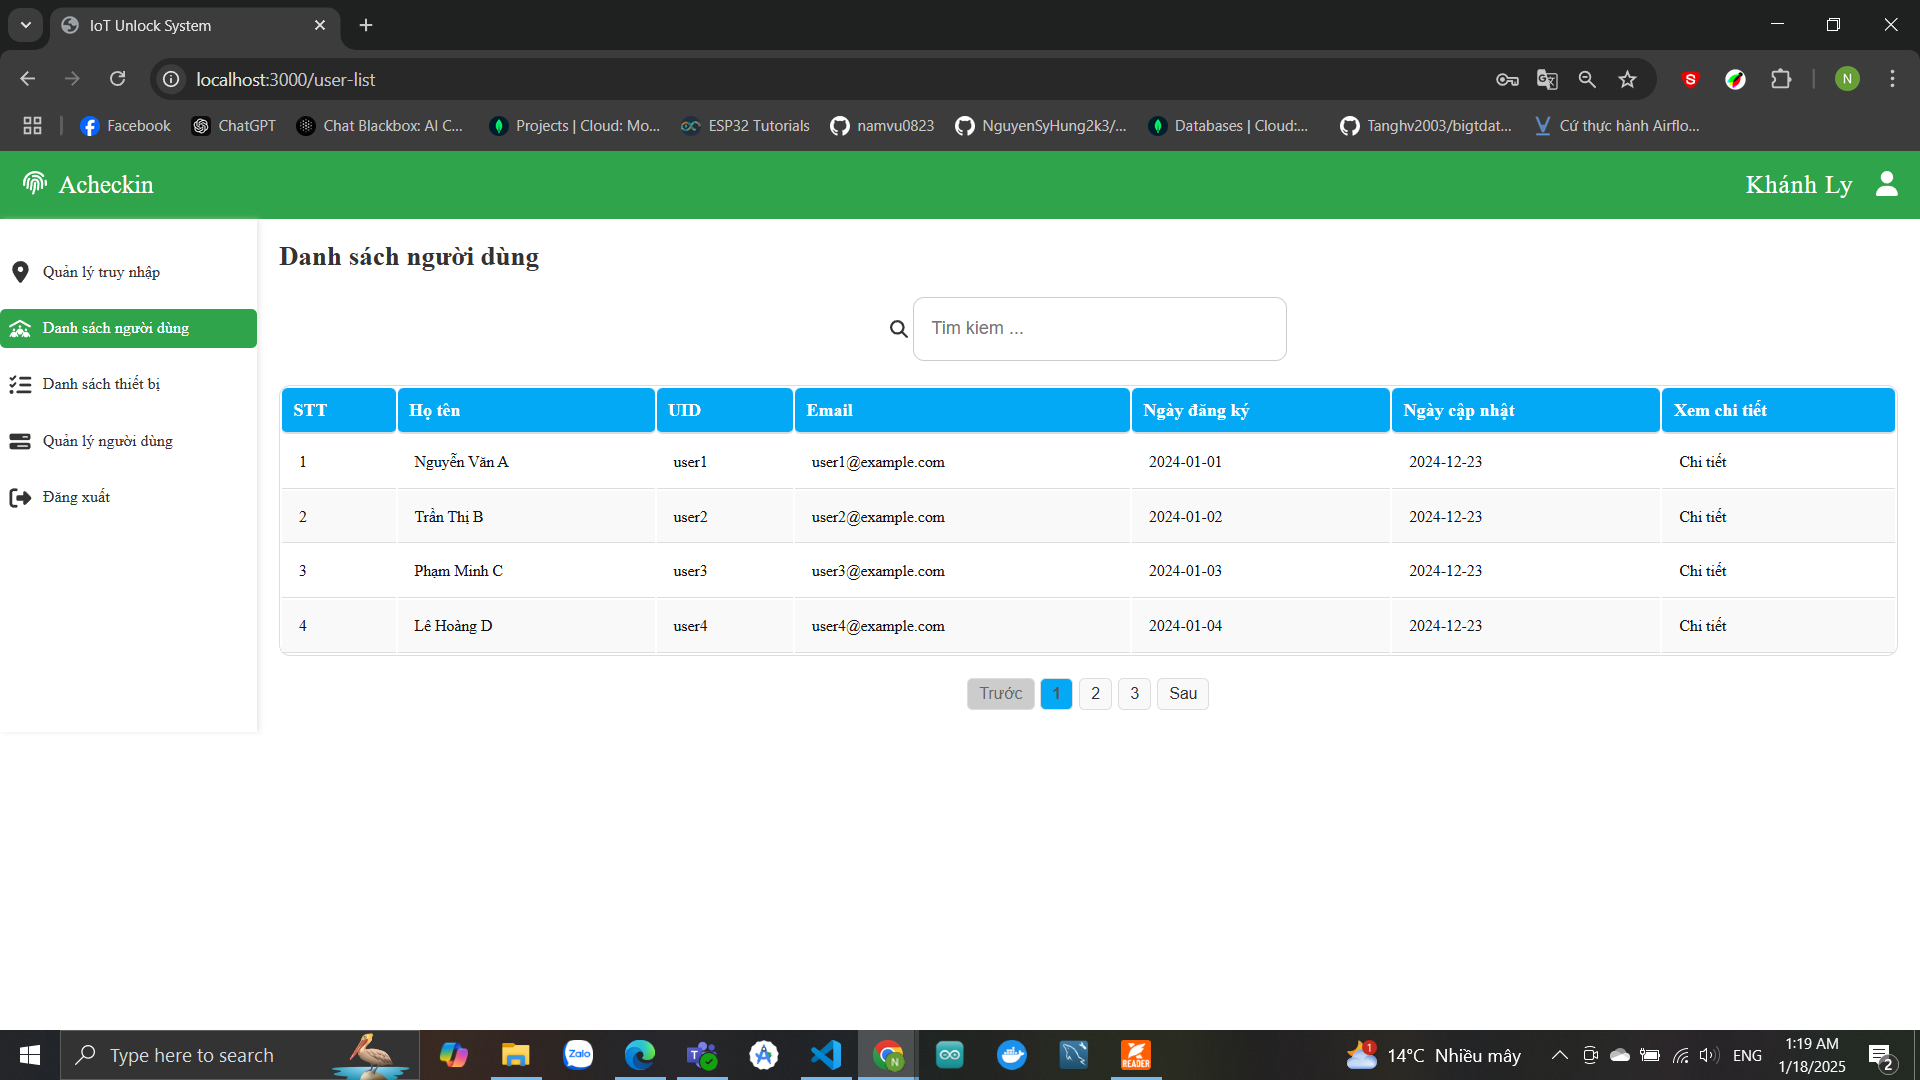 IoT Unlock System
localhost:3000/user-list
N
Facebook ChatGPT Chat Blackbox: AI C... Projects | Cloud: Mo... ESP32 Tutorials namvu0823 NguyenSyHung2k3/... Databases | Cloud:... Tanghv2003/bigtdat... Cứ thực hành Airflo...
Acheckin
Khánh Ly
Quản lý truy nhập
Danh sách người dùng
Danh sách thiết bị
Quản lý người dùng
Đăng xuất
Danh sách người dùng
Tim kiem ...
STT Họ tên UID Email Ngày đăng ký Ngày cập nhật Xem chi tiết
1 Nguyễn Văn A user1 user1@example.com 2024-01-01 2024-12-23 Chi tiết
2 Trần Thị B user2 user2@example.com 2024-01-02 2024-12-23 Chi tiết
3 Phạm Minh C user3 user3@example.com 2024-01-03 2024-12-23 Chi tiết
4 Lê Hoàng D user4 user4@example.com 2024-01-04 2024-12-23 Chi tiết
Trước 1 2 3 Sau
Type here to search
Zalo
READER
1
14°C Nhiều mây
ENG
1:19 AM
1/18/2025
2